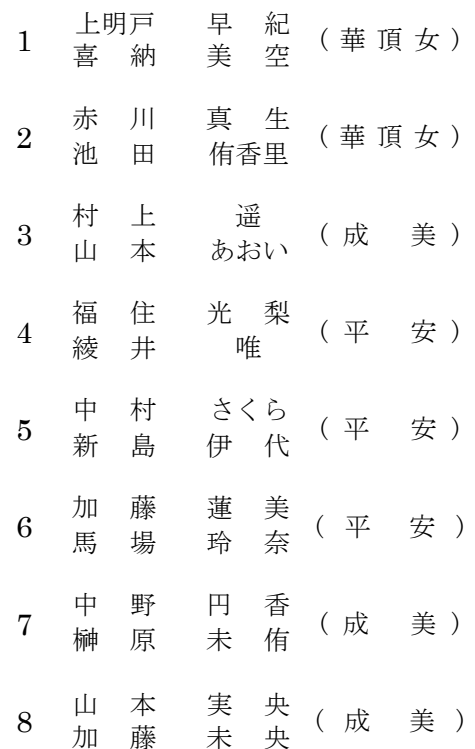 1 上明戸 早紀 (華頂女)
喜納 美空
2 赤川 真生 (華頂女)
池田 侑香里
3 村上 遥 (成美)
山本 あおい
4 福住 光梨 (平安)
綾井 唯
5 中村 さくら (平安)
新島 伊代
6 加藤 蓮美 (平安)
馬場 玲奈
7 中野 円香 (成美)
榊原 未侑
8 山本 実央 (成美)
加藤 未央